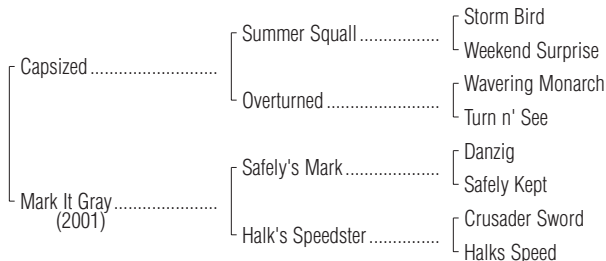 Storm Bird
Summer Squall
Weekend Surprise
Capsized
Wavering Monarch
Overturned
Turn n' See
Danzig
Safely's Mark
Safely Kept
Mark It Gray
(2001)
Crusader Sword
Halk's Speedster
Halks Speed